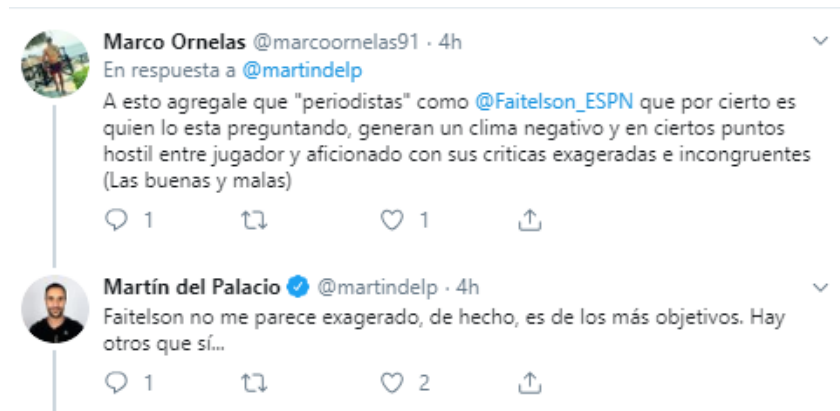 Marco Ornelas @marcoornelas91 · 4h
En respuesta a @martindelp
A esto agregale que "periodistas" como @Faitelson_ESPN que por cierto es
quien lo esta preguntando, generan un clima negativo y en ciertos puntos
hostil entre jugador y aficionado con sus criticas exageradas e incongruentes
(Las buenas y malas)
1 1
Martín del Palacio @martindelp · 4h
Faitelson no me parece exagerado, de hecho, es de los más objetivos. Hay
otros que sí...
1 2